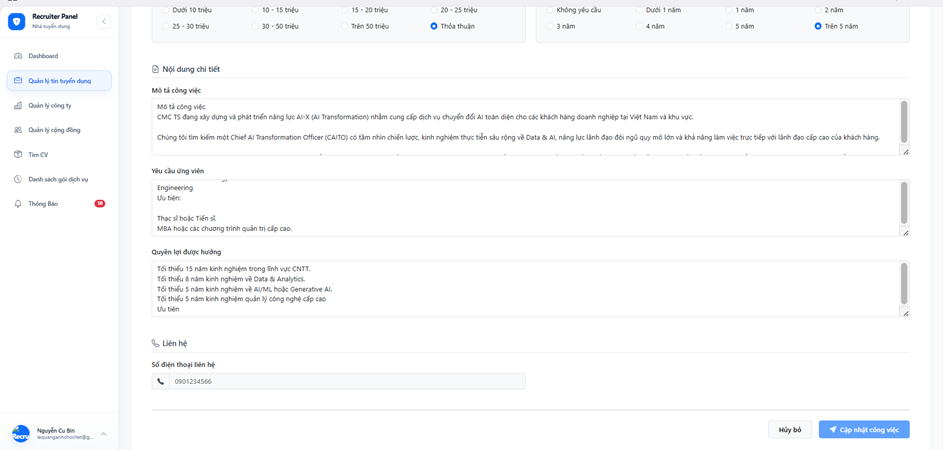 Recruiter Panel
Nhà tuyển dụng
Dashboard
Quản lý tin tuyển dụng
Quản lý công ty
Quản lý cộng đồng
Tìm CV
Danh sách gói dịch vụ
Thông Báo
18
Nguyễn Cu Bin
lequanganhchochet@g...
Dưới 10 triệu
10 - 15 triệu
15 - 20 triệu
20 - 25 triệu
25 - 30 triệu
30 - 50 triệu
Trên 50 triệu
Thỏa thuận
Không yêu cầu
Dưới 1 năm
1 năm
2 năm
3 năm
4 năm
5 năm
Trên 5 năm
Nội dung chi tiết
Mô tả công việc
Mô tả công việc
CMC TS đang xây dựng và phát triển năng lực AI-X (AI Transformation) nhằm cung cấp dịch vụ chuyển đổi AI toàn diện cho các khách hàng doanh nghiệp tại Việt Nam và khu vực.
Chúng tôi tìm kiếm một Chief AI Transformation Officer (CAITO) có tầm nhìn chiến lược, kinh nghiệm thực tiễn sâu rộng về Data & AI, năng lực lãnh đạo đội ngũ quy mô lớn và khả năng làm việc trực tiếp với lãnh đạo cấp cao của khách hàng.
Yêu cầu ứng viên
Engineering
Ưu tiên:
Thạc sĩ hoặc Tiến sĩ.
MBA hoặc các chương trình quản trị cấp cao.
Quyền lợi được hưởng
Tối thiểu 15 năm kinh nghiệm trong lĩnh vực CNTT.
Tối thiểu 8 năm kinh nghiệm về Data & Analytics.
Tối thiểu 5 năm kinh nghiệm về AI/ML hoặc Generative AI.
Tối thiểu 5 năm kinh nghiệm quản lý công nghệ cấp cao
Ưu tiên
Liên hệ
Số điện thoại liên hệ
0901234566
Hủy bỏ
Cập nhật công việc